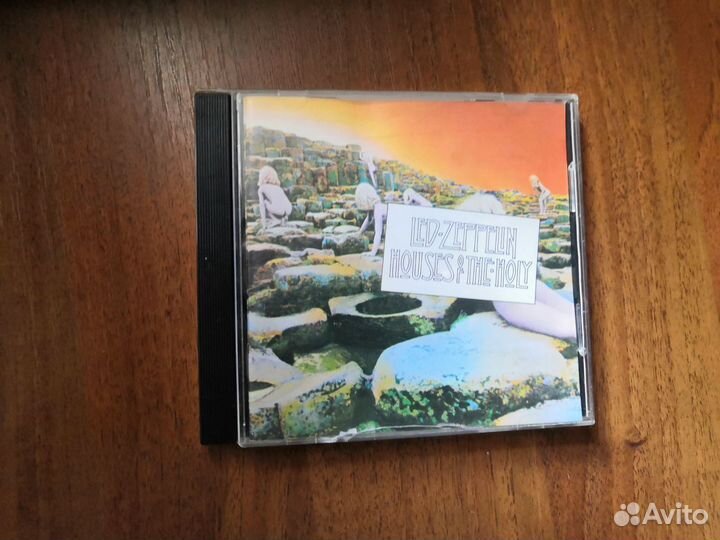 LED·ZEPPELIN
HOUSES OF THE·HOLY
Avito